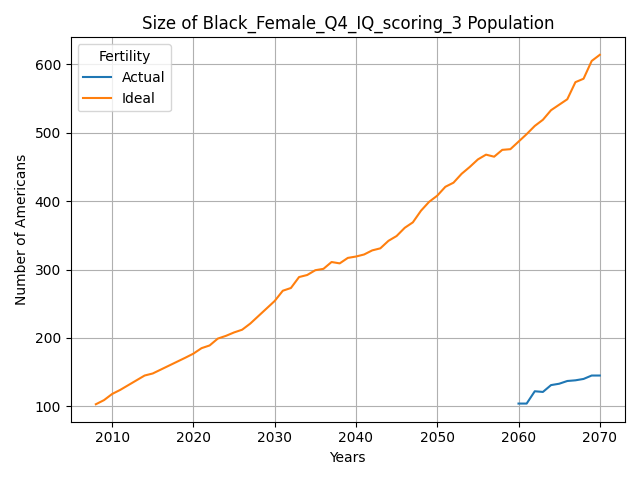 Size of Black_Female_Q4_IQ_scoring_3 Population
Fertility
Actual
Ideal
Number of Americans
600
500
400
300
200
100
2010 2020 2030 2040 2050 2060 2070
Years